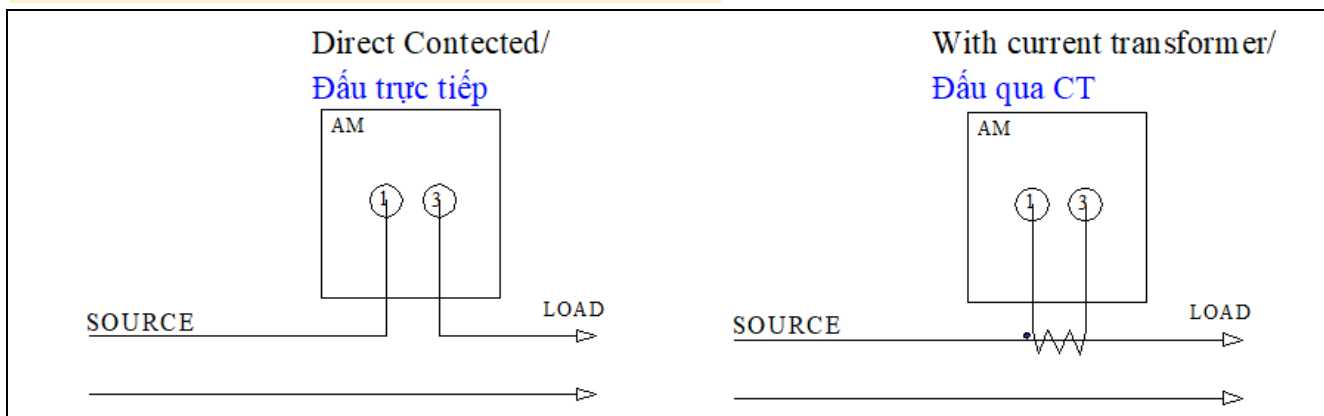 Direct Contected/
Đấu trực tiếp
AM
1 3
SOURCE
LOAD
With current transformer/
Đấu qua CT
AM
1 3
SOURCE
LOAD